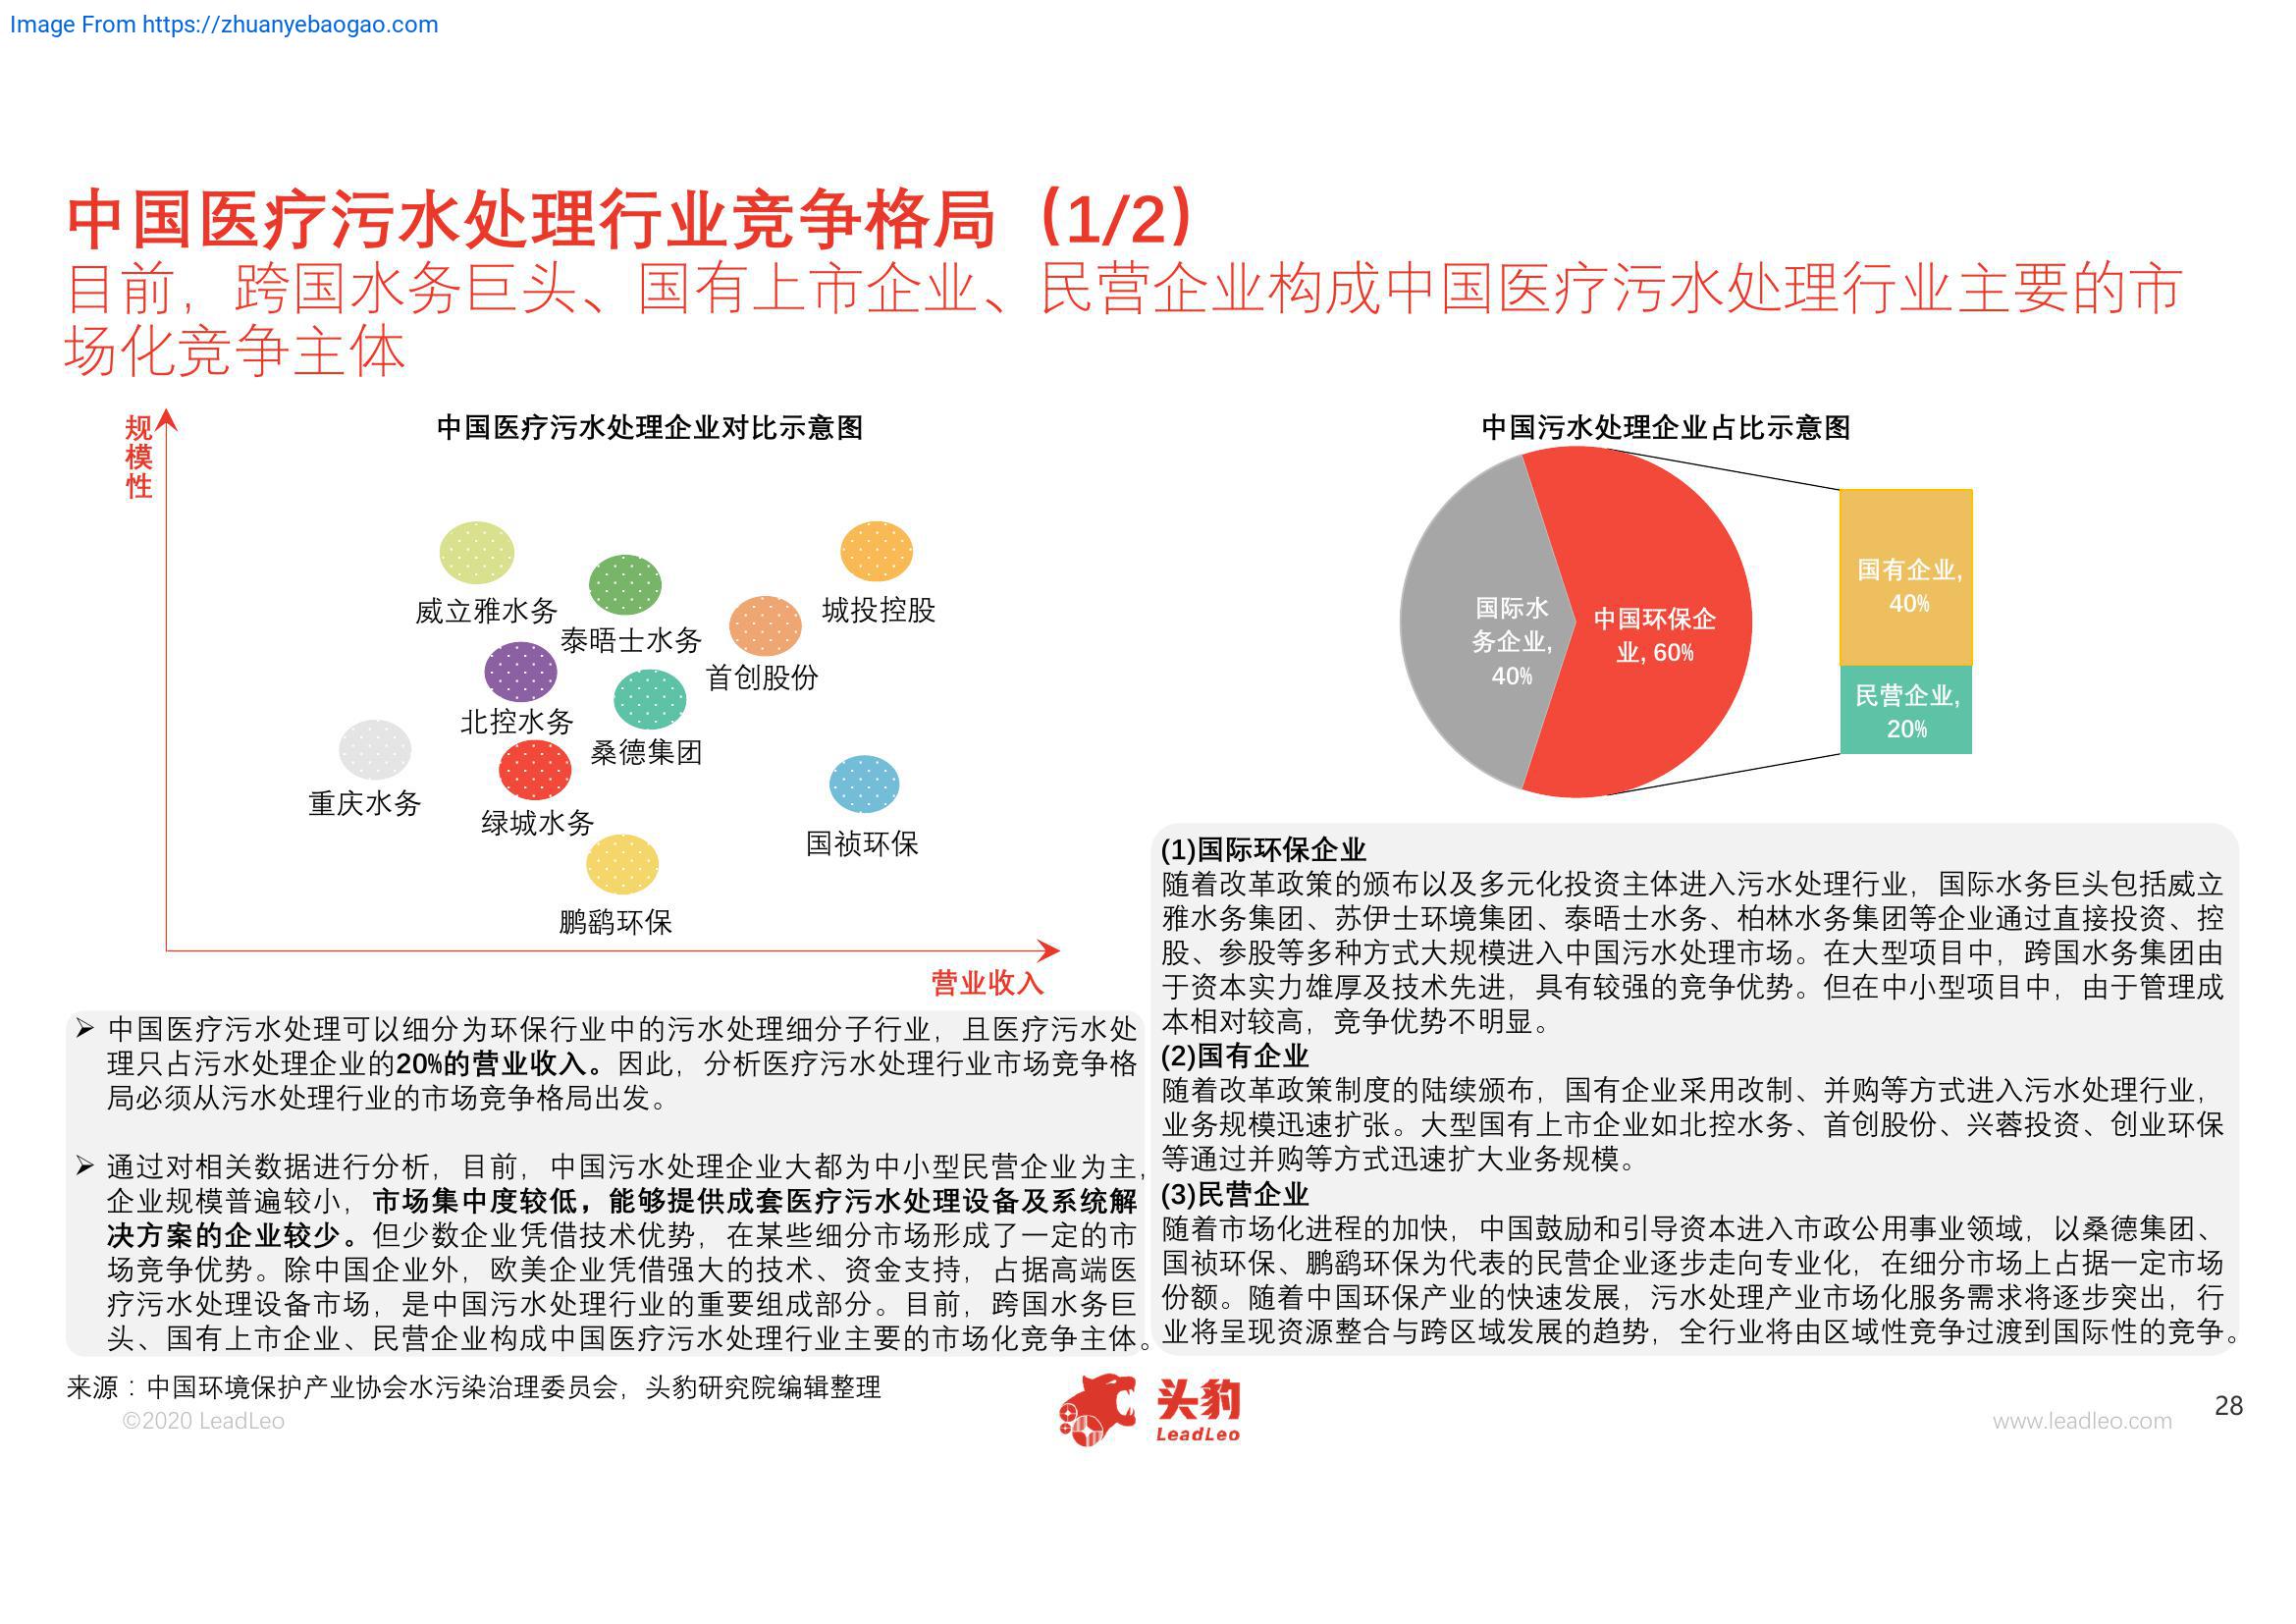 Image From https://zhuanyebaogao.com
中国医疗污水处理行业竞争格局（1/2）
目前，跨国水务巨头、国有上市企业、民营企业构成中国医疗污水处理行业主要的市
场化竞争主体
规模性
中国医疗污水处理企业对比示意图
威立雅水务
泰晤士水务
城投控股
首创股份
北控水务
桑德集团
重庆水务
绿城水务
国祯环保
鹏鹞环保
营业收入
➢ 中国医疗污水处理可以细分为环保行业中的污水处理细分子行业，且医疗污水处
理只占污水处理企业的20%的营业收入。因此，分析医疗污水处理行业市场竞争格
局必须从污水处理行业的市场竞争格局出发。
➢ 通过对相关数据进行分析，目前，中国污水处理企业大都为中小型民营企业为主，
企业规模普遍较小，市场集中度较低，能够提供成套医疗污水处理设备及系统解
决方案的企业较少。但少数企业凭借技术优势，在某些细分市场形成了一定的市
场竞争优势。除中国企业外，欧美企业凭借强大的技术、资金支持，占据高端医
疗污水处理设备市场，是中国污水处理行业的重要组成部分。目前，跨国水务巨
头、国有上市企业、民营企业构成中国医疗污水处理行业主要的市场化竞争主体。
中国污水处理企业占比示意图
国际水
务企业,
40%
中国环保企
业, 60%
国有企业,
40%
民营企业,
20%
(1)国际环保企业
随着改革政策的颁布以及多元化投资主体进入污水处理行业，国际水务巨头包括威立
雅水务集团、苏伊士环境集团、泰晤士水务、柏林水务集团等企业通过直接投资、控
股、参股等多种方式大规模进入中国污水处理市场。在大型项目中，跨国水务集团由
于资本实力雄厚及技术先进，具有较强的竞争优势。但在中小型项目中，由于管理成
本相对较高，竞争优势不明显。
(2)国有企业
随着改革政策制度的陆续颁布，国有企业采用改制、并购等方式进入污水处理行业，
业务规模迅速扩张。大型国有上市企业如北控水务、首创股份、兴蓉投资、创业环保
等通过并购等方式迅速扩大业务规模。
(3)民营企业
随着市场化进程的加快，中国鼓励和引导资本进入市政公用事业领域，以桑德集团、
国祯环保、鹏鹞环保为代表的民营企业逐步走向专业化，在细分市场上占据一定市场
份额。随着中国环保产业的快速发展，污水处理产业市场化服务需求将逐步突出，行
业将呈现资源整合与跨区域发展的趋势，全行业将由区域性竞争过渡到国际性的竞争。
来源：中国环境保护产业协会水污染治理委员会，头豹研究院编辑整理
©2020 LeadLeo
头豹
LeadLeo
www.leadleo.com
28